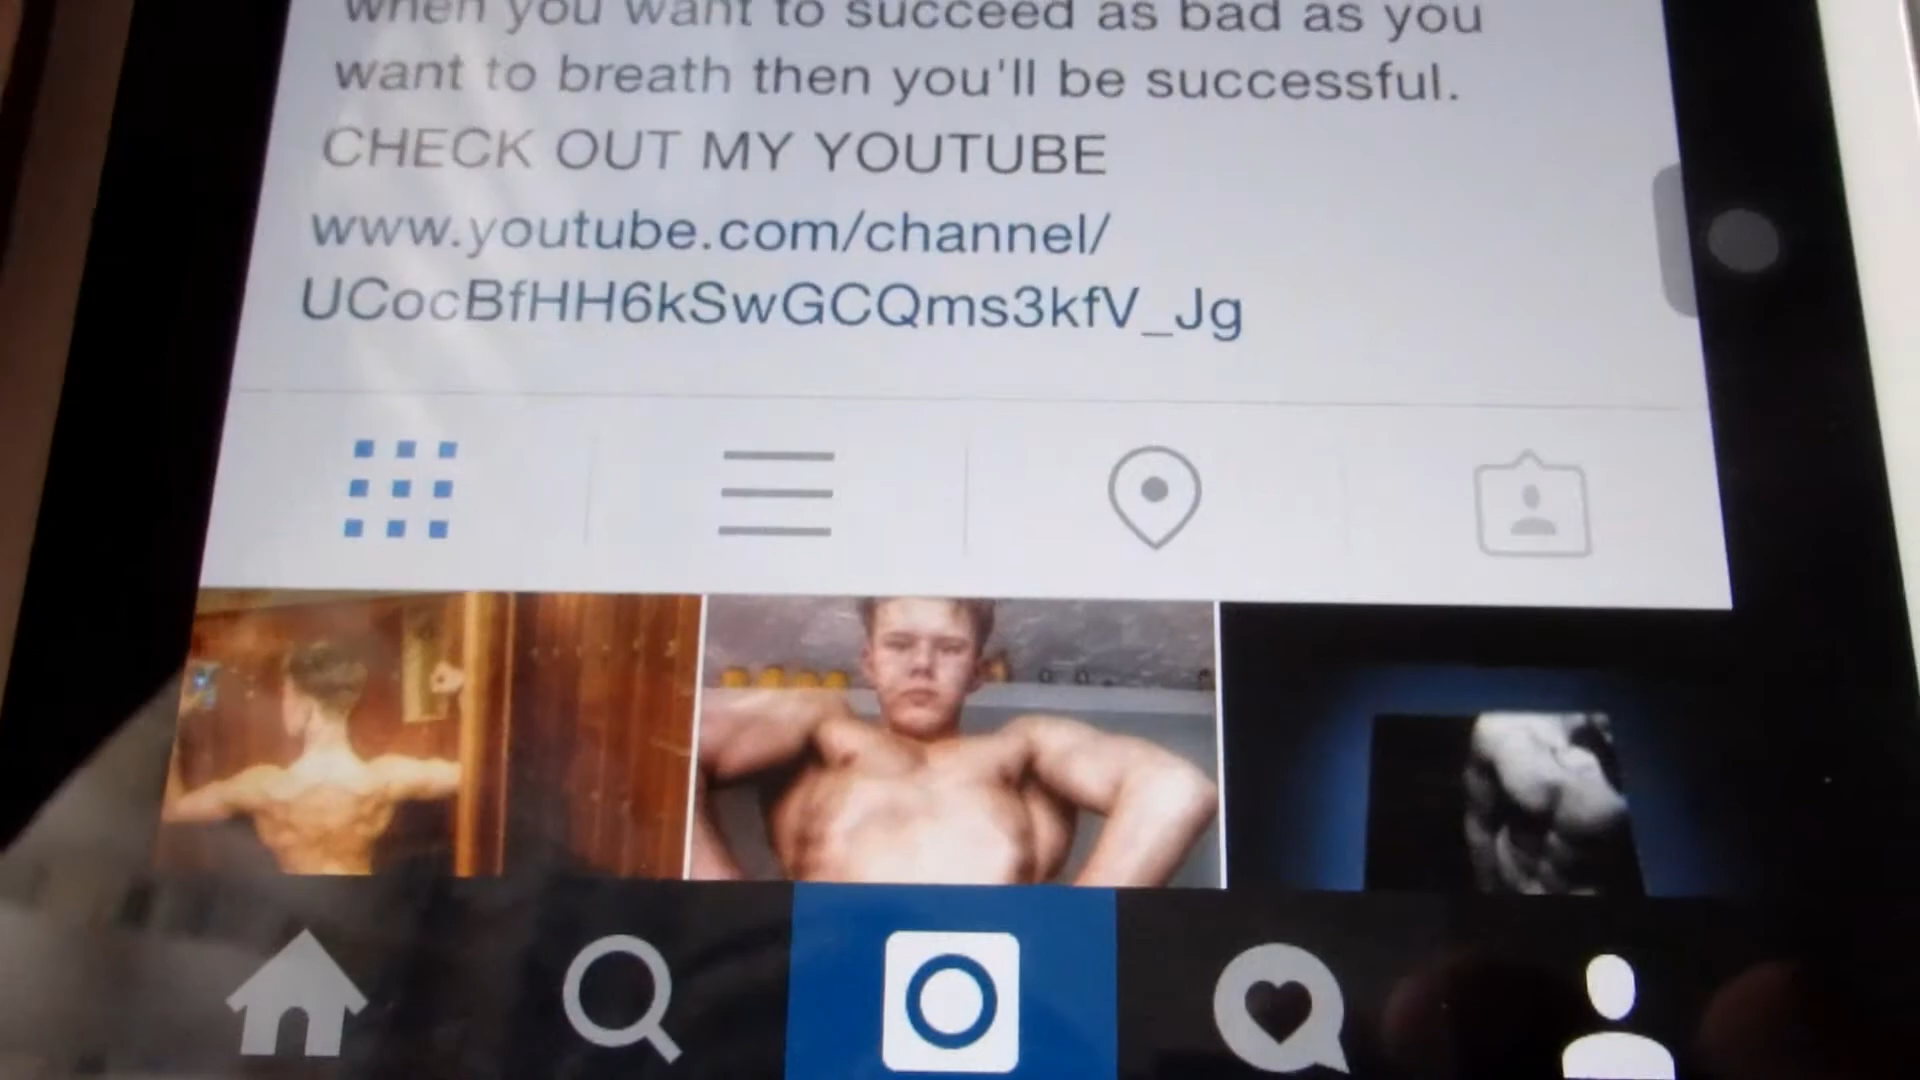 when you want to succeed as bad as you
want to breath then you'll be successful.
CHECK OUT MY YOUTUBE
www.youtube.com/channel/
UCocBfHH6kSwGCQms3kfV_Jg